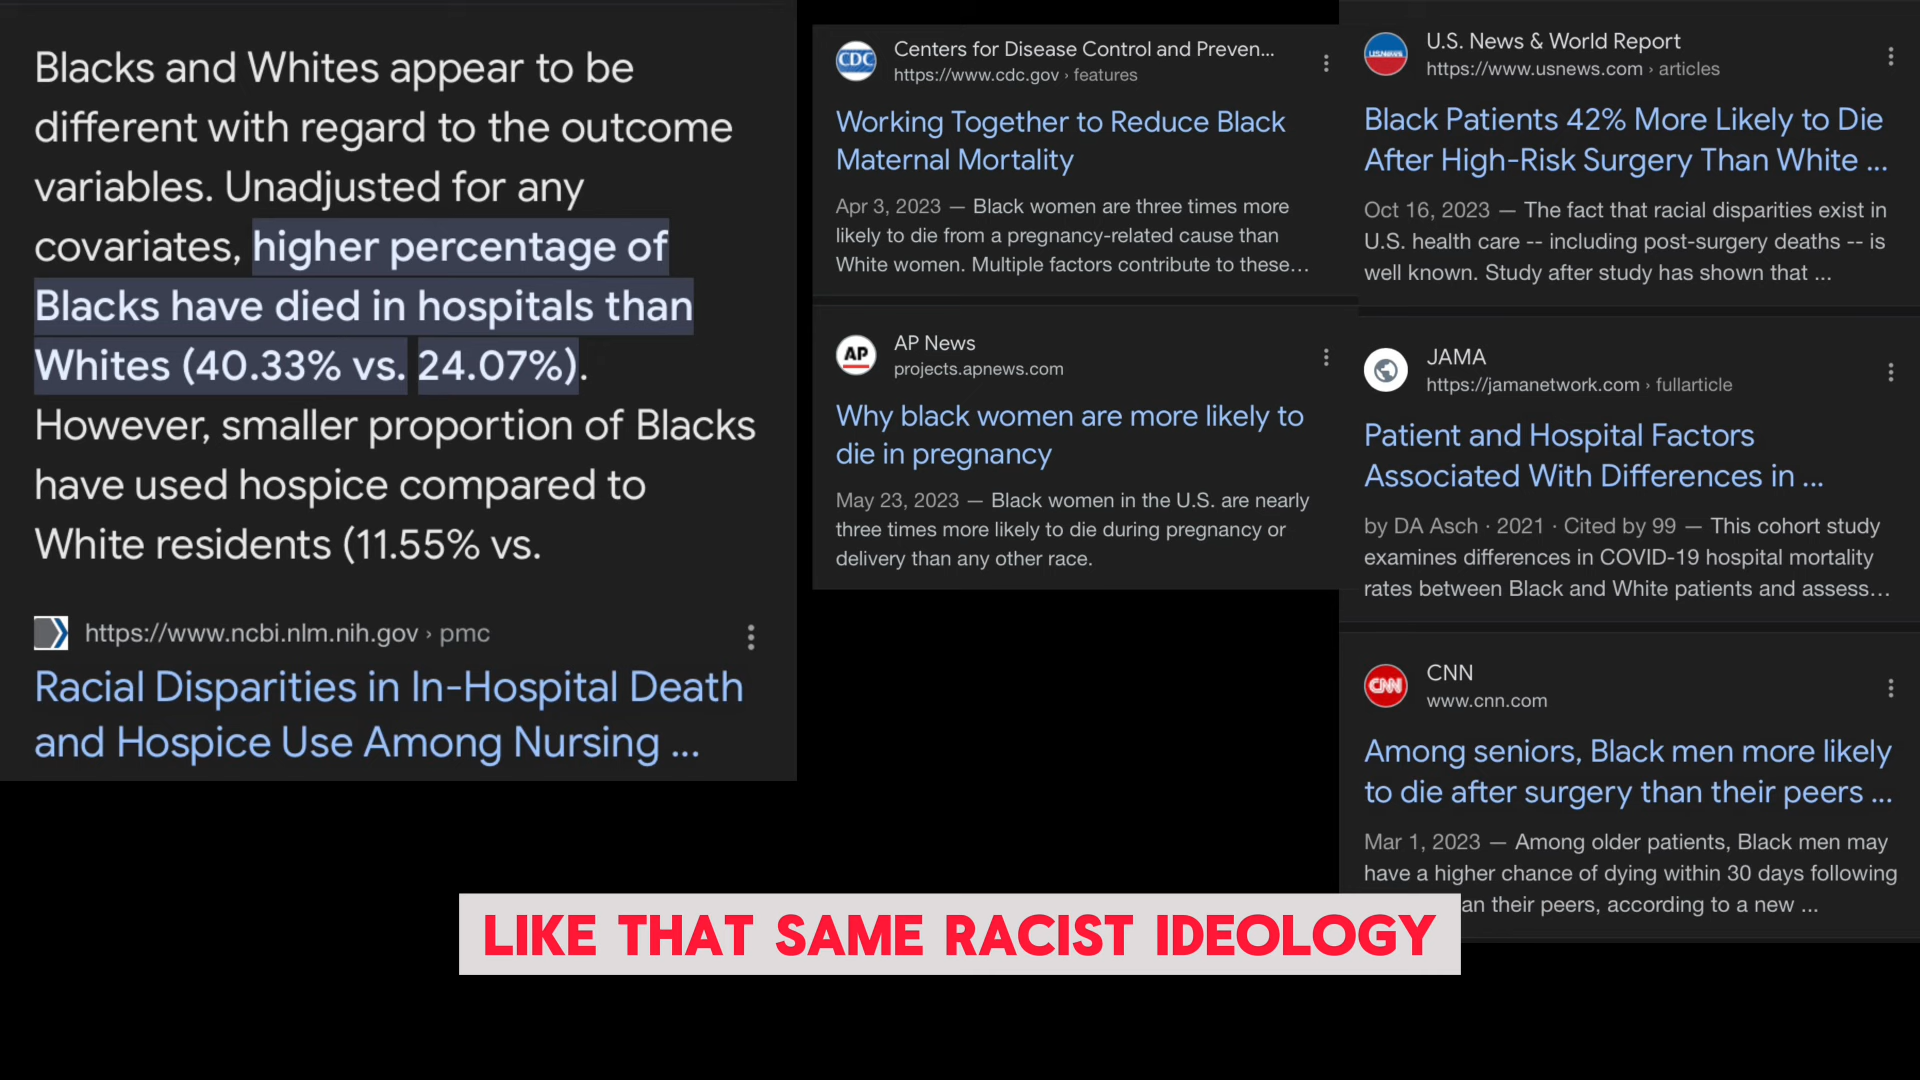 Blacks and Whites appear to be
different with regard to the outcome
variables. Unadjusted for any
covariates, higher percentage of
Blacks have died in hospitals than
Whites (40.33% vs. 24.07%).
However, smaller proportion of Blacks
have used hospice compared to
White residents (11.55% vs.
https://www.ncbi.nlm.nih.gov › pmc
Racial Disparities in In-Hospital Death
and Hospice Use Among Nursing ...
CDC
Centers for Disease Control and Preven...
https://www.cdc.gov › features
Working Together to Reduce Black
Maternal Mortality
Apr 3, 2023 — Black women are three times more
likely to die from a pregnancy-related cause than
White women. Multiple factors contribute to these...
AP
AP News
projects.apnews.com
Why black women are more likely to
die in pregnancy
May 23, 2023 — Black women in the U.S. are nearly
three times more likely to die during pregnancy or
delivery than any other race.
USNEWS
U.S. News & World Report
https://www.usnews.com › articles
Black Patients 42% More Likely to Die
After High-Risk Surgery Than White ...
Oct 16, 2023 — The fact that racial disparities exist in
U.S. health care -- including post-surgery deaths -- is
well known. Study after study has shown that ...
JAMA
https://jamanetwork.com › fullarticle
Patient and Hospital Factors
Associated With Differences in ...
by DA Asch · 2021 · Cited by 99 — This cohort study
examines differences in COVID-19 hospital mortality
rates between Black and White patients and assess...
CNN
CNN
www.cnn.com
Among seniors, Black men more likely
to die after surgery than their peers ...
Mar 1, 2023 — Among older patients, Black men may
have a higher chance of dying within 30 days following
an their peers, according to a new ...
LIKE THAT SAME RACIST IDEOLOGY